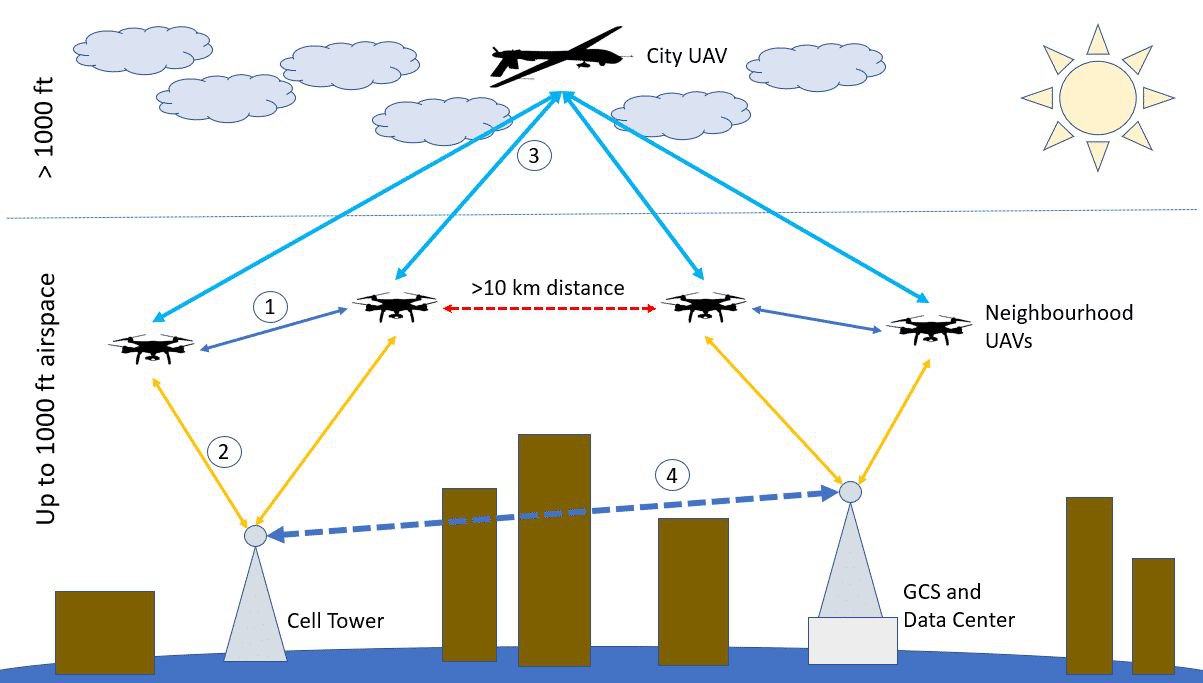 City UAV
> 1000 ft
3
>10 km distance
1
Neighbourhood
UAVs
Up to 1000 ft airspace
2
4
Cell Tower
GCS and
Data Center